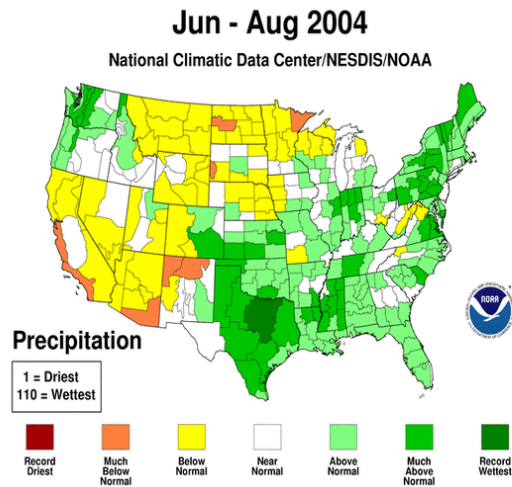 Jun - Aug 2004
National Climatic Data Center/NESDIS/NOAA
NOAA
Precipitation
1 = Driest
110 = Wettest
Record
Driest
Much
Below
Normal
Below
Normal
Near
Normal
Above
Normal
Much
Above
Normal
Record
Wettest